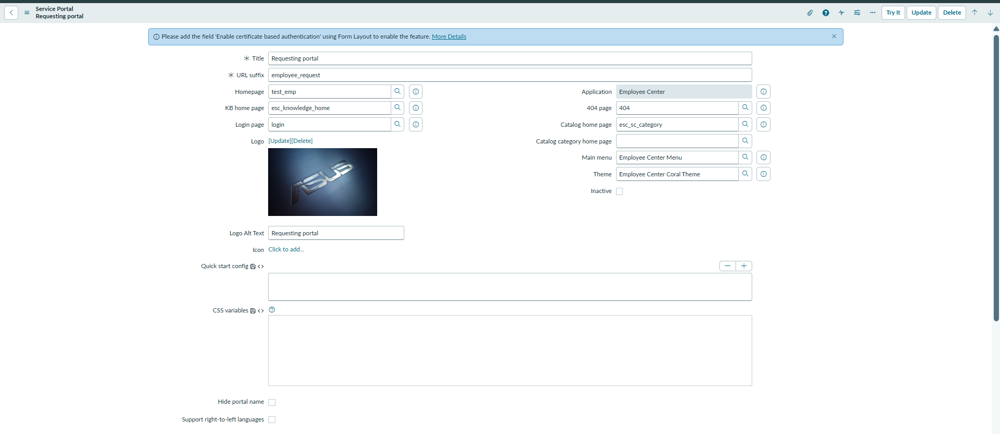 Service Portal
Requesting portal
Try It Update Delete
Please add the field 'Enable certificate based authentication' using Form Layout to enable the feature. More Details
Title Requesting portal
URL suffix employee_request
Homepage test_emp
Application Employee Center
KB home page esc_knowledge_home
404 page 404
Login page login
Catalog home page esc_sc_category
Logo [Update][Delete]
Catalog category home page
ASUS
Main menu Employee Center Menu
Theme Employee Center Coral Theme
Inactive
Logo Alt Text Requesting portal
Icon Click to add...
Quick start config
CSS variables
Hide portal name
Support right-to-left languages